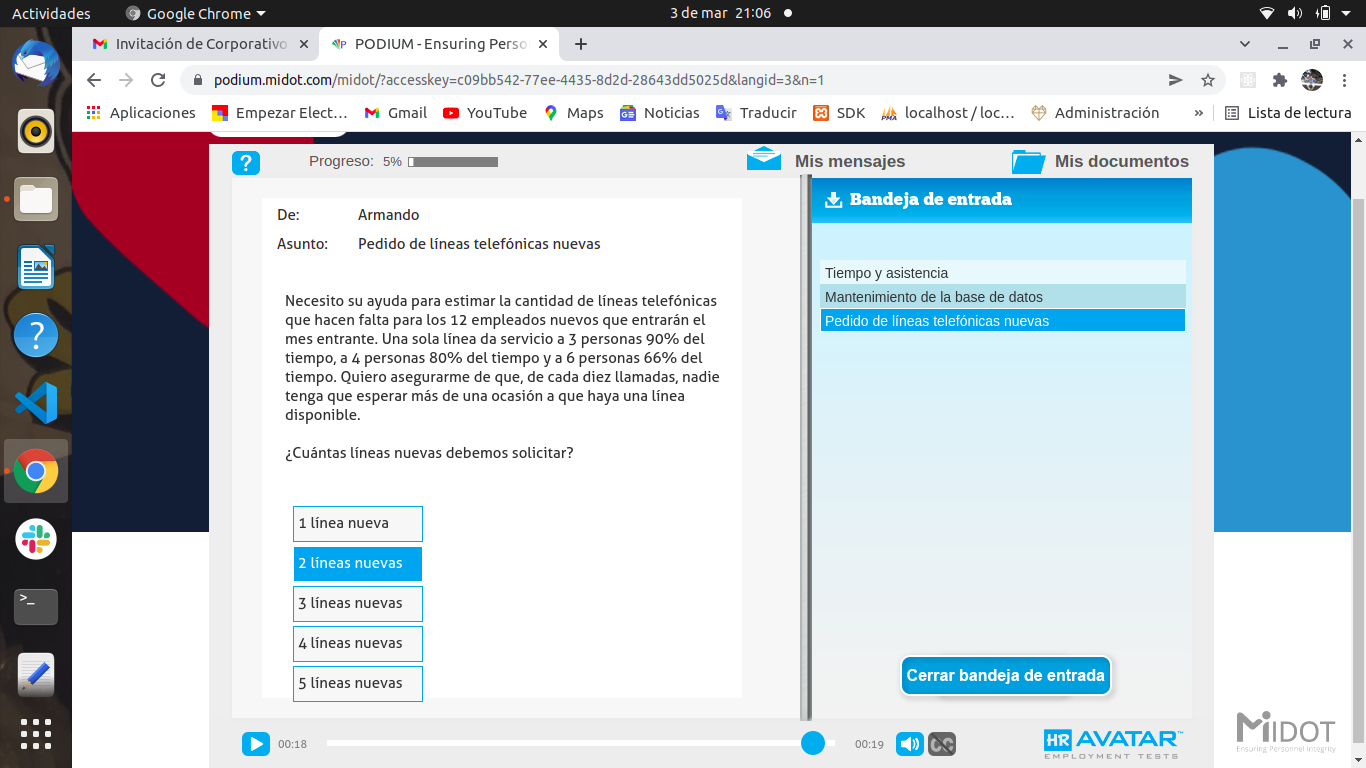 Actividades
Google Chrome
3 de mar 21:06
Invitación de Corporativo
PODIUM - Ensuring Perso
podium.midot.com/midot/?accesskey=c09bb542-77ee-4435-8d2d-28643dd5025d&langid=3&n=1
Aplicaciones
Empezar Elect…
Gmail
YouTube
Maps
Noticias
Traducir
SDK
localhost / loc…
Administración
»
Lista de lectura
? Progreso: 5%
Mis mensajes
Mis documentos
De: Armando
Asunto: Pedido de líneas telefónicas nuevas
Necesito su ayuda para estimar la cantidad de líneas telefónicas
que hacen falta para los 12 empleados nuevos que entrarán el
mes entrante. Una sola línea da servicio a 3 personas 90% del
tiempo, a 4 personas 80% del tiempo y a 6 personas 66% del
tiempo. Quiero asegurarme de que, de cada diez llamadas, nadie
tenga que esperar más de una ocasión a que haya una línea
disponible.
¿Cuántas líneas nuevas debemos solicitar?
1 línea nueva
2 líneas nuevas
3 líneas nuevas
4 líneas nuevas
5 líneas nuevas
Bandeja de entrada
Tiempo y asistencia
Mantenimiento de la base de datos
Pedido de líneas telefónicas nuevas
Cerrar bandeja de entrada
00:18
00:19
CC
HR AVATAR™
EMPLOYMENT TESTS
MIDOT
Ensuring Personnel Integrity